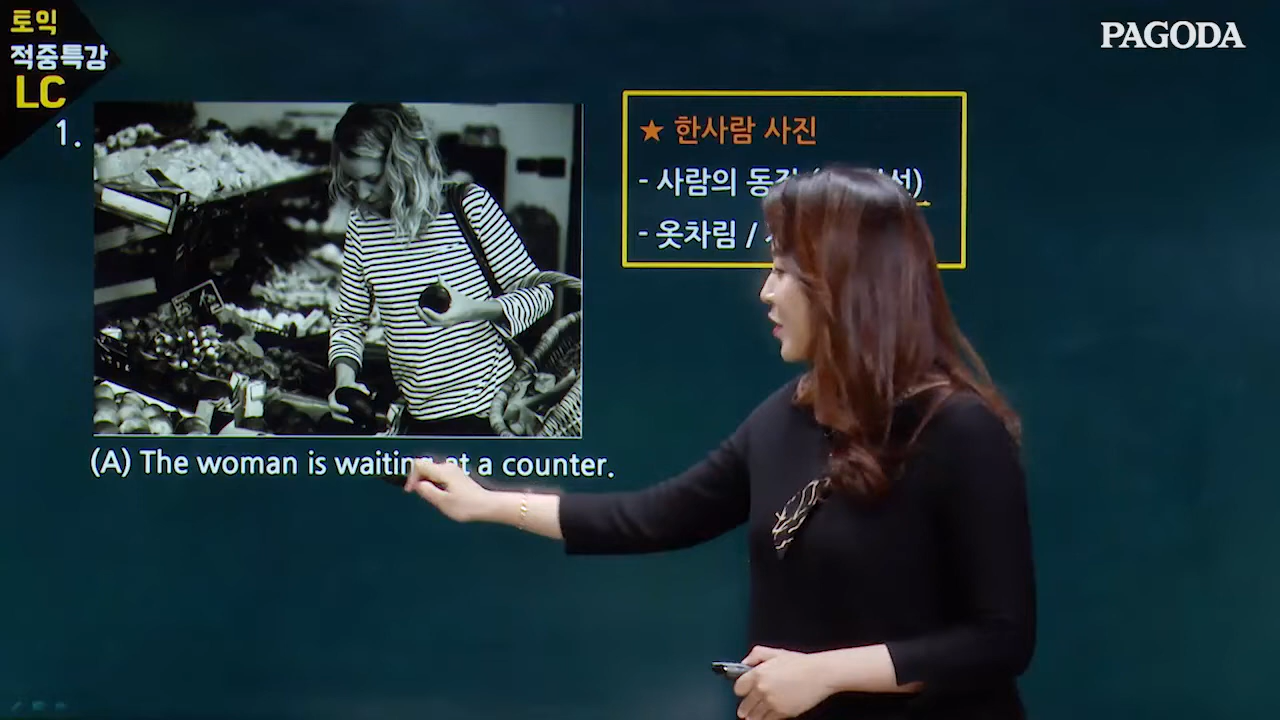 토익
적중특강
LC
PAGODA
1.
★ 한사람 사진
- 사람의
- 옷차림 /
(A) The woman is waiting at a counter.